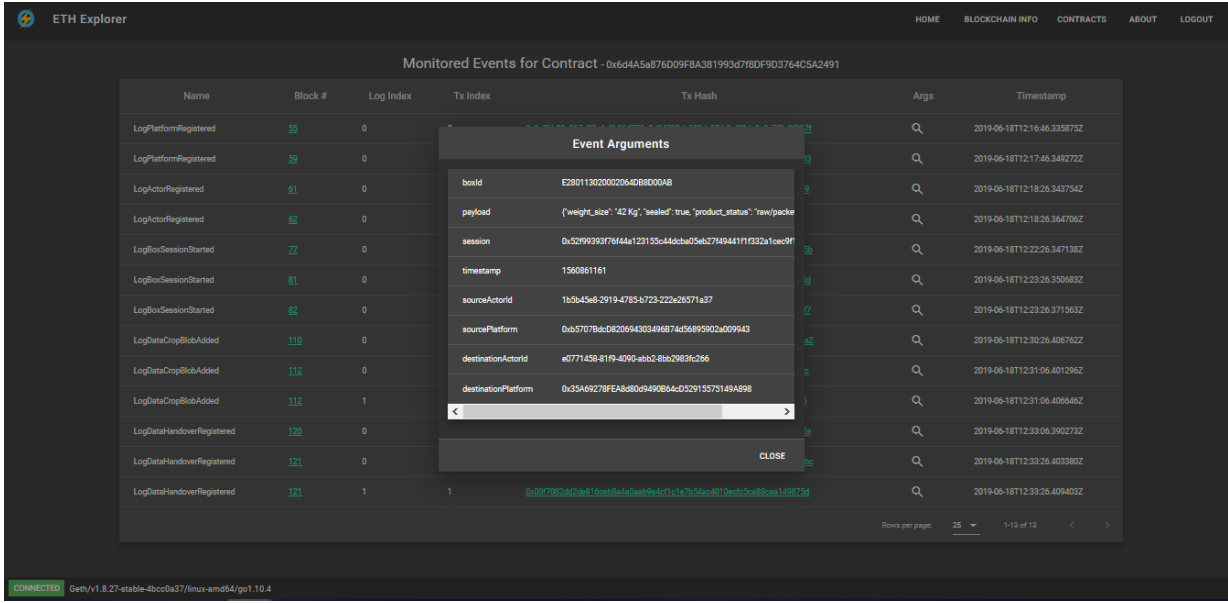 ETH Explorer HOME BLOCKCHAIN INFO CONTRACTS ABOUT LOGOUT
Monitored Events for Contract - 0x6d4A5a876D09F8A381993d7f8DF9D3764C5A2491
Name Block # Log Index Tx Index Tx Hash Args Timestamp
LogPlatformRegistered 55 0 2019-06-18T12:16:46.335875Z
Event Arguments
LogPlatformRegistered 59 0 2019-06-18T12:17:46.349272Z
boxId E280113020002064DB8D00AB
LogActorRegistered 61 0 2019-06-18T12:18:26.343754Z
payload {"weight_size": "42 Kg", "sealed": true, "product_status": "raw/packe
LogActorRegistered 62 0 2019-06-18T12:18:26.364706Z
session 0x52f99393f76f44a123155c44dcba05eb27f49441f1f332a1cec9f
LogBoxSessionStarted 77 0 2019-06-18T12:22:26.347138Z
timestamp 1560861161
LogBoxSessionStarted 81 0 2019-06-18T12:23:26.350683Z
sourceActorId 1b5b45e8-2919-4785-b723-222e26571a37
LogBoxSessionStarted 82 0 2019-06-18T12:23:26.371563Z
sourcePlatform 0xb5707BdcD820694303496B74d56895902a009943
LogDataCropBlobAdded 110 0 2019-06-18T12:30:26.406762Z
destinationActorId e0771458-81f9-4090-abb2-8bb2983fc266
LogDataCropBlobAdded 112 0 2019-06-18T12:31:06.401296Z
destinationPlatform 0x35A69278FEA8d80d9490B64cD52915575149A898
LogDataCropBlobAdded 112 1 2019-06-18T12:31:06.406646Z
LogDataHandoverRegistered 120 0 2019-06-18T12:33:06.390273Z
CLOSE
LogDataHandoverRegistered 121 0 2019-06-18T12:33:26.403380Z
LogDataHandoverRegistered 121 1 1 0x00f7082dd2de816ceb8a4a0aab9e4cf1c1e7b54ac4010ecfc5ca88caa149875d 2019-06-18T12:33:26.409403Z
Rows per page: 25 1-13 of 13
CONNECTED Geth/v1.8.27-stable-4bcc0a37/linux-amd64/go1.10.4